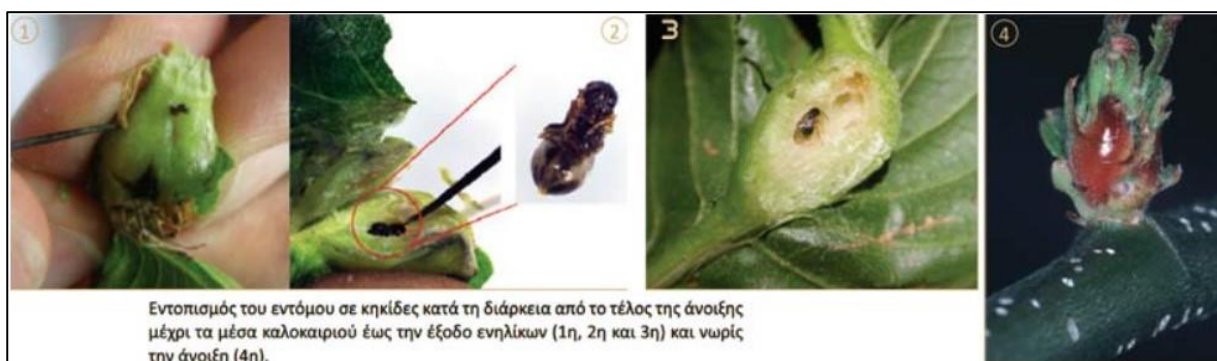 1
2
3
4
Εντοπισμός του εντόμου σε κηκίδες κατά τη διάρκεια από το τέλος της άνοιξης
μέχρι τα μέσα καλοκαιριού έως την έξοδο ενηλίκων (1η, 2η και 3η) και νωρίς
την άνοιξη (4η).